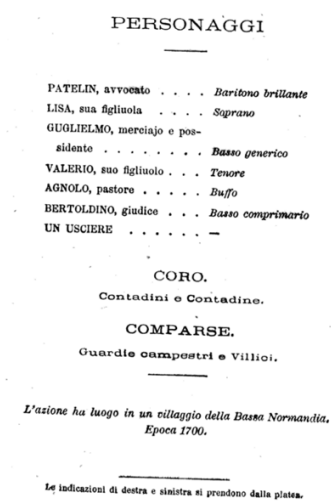 PERSONAGGI
PATELIN, avvocato . . . . Baritono brillante
LISA, sua figliuola . . . . Soprano
GUGLIELMO, merciajo e pos-
sidente . . . . . . . . Basso generico
VALERIO, suo figliuolo . . . Tenore
AGNOLO, pastore . . . . . Buffo
BERTOLDINO, giudice . . . Basso comprimario
UN USCIERE . . . . . . —
CORO.
Contadini e Contadine.
COMPARSE.
Guardie campestri e Villici.
L'azione ha luogo in un villaggio della Bassa Normandia.
Epoca 1700.
Le indicazioni di destra e sinistra si prendono dalla platea.